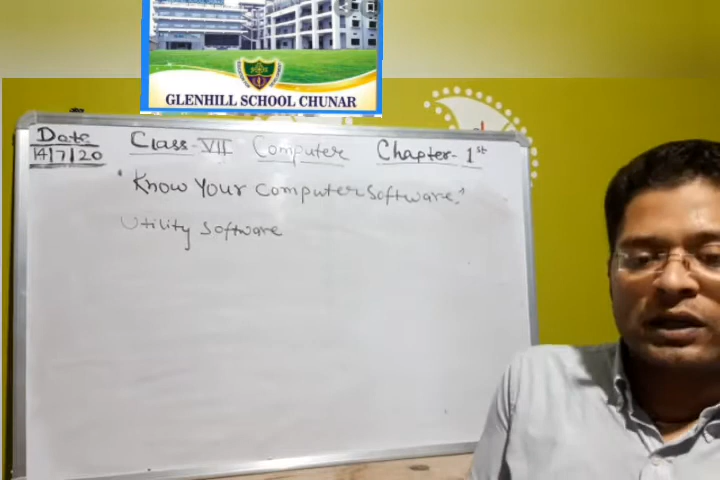 GLENHILL SCHOOL CHUNAR
Date
14/7/20
Class-VII Computer Chapter-1st
"Know Your Computer Software."
Utility Software